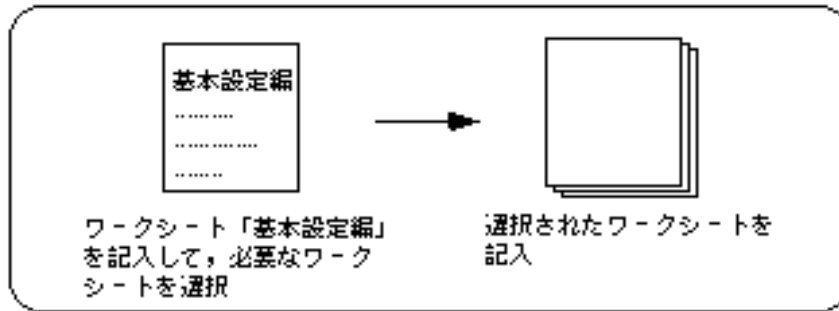 基本設定編
ワークシート「基本設定編」
を記入して，必要なワーク
シートを選択
選択されたワークシートを
記入